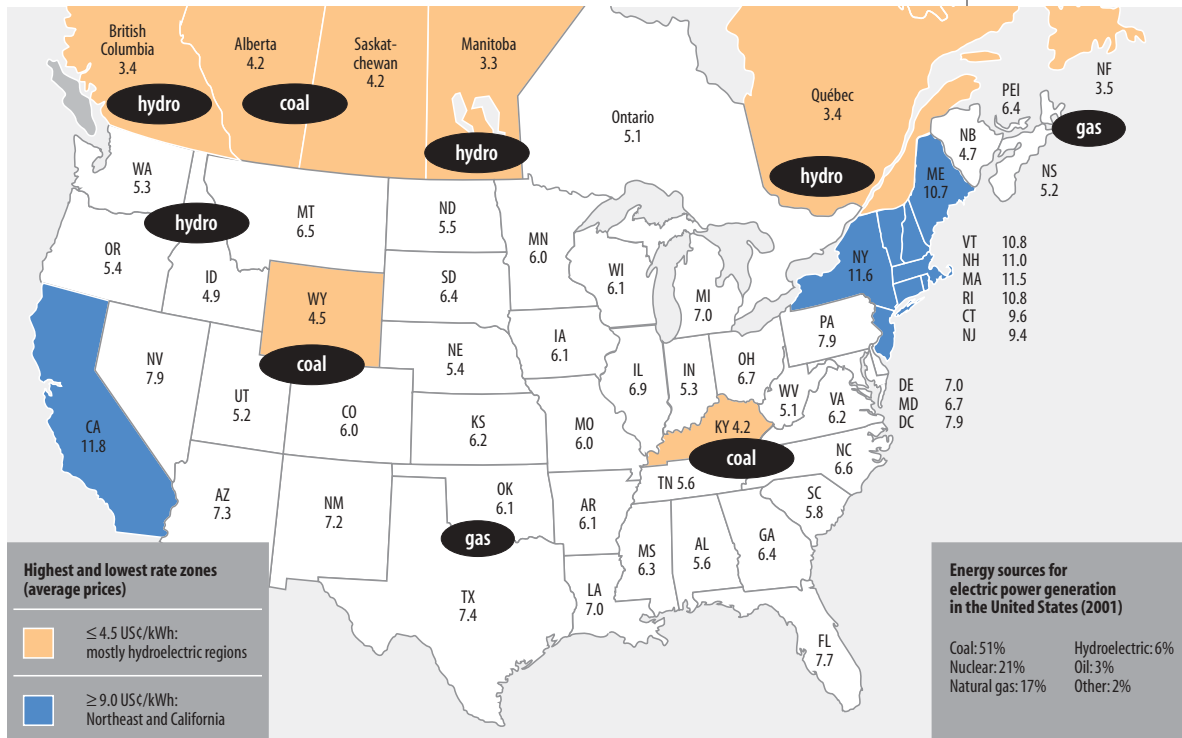 British
Columbia
3.4
hydro
Alberta
4.2
coal
Saskat-
chewan
4.2
Manitoba
3.3
hydro
Ontario
5.1
Québec
3.4
hydro
NF
3.5
PEI
6.4
gas
NB
4.7
NS
5.2
ME
10.7
WA
5.3
hydro
MT
6.5
ND
5.5
MN
6.0
OR
5.4
ID
4.9
WY
4.5
coal
SD
6.4
WI
6.1
MI
7.0
NY
11.6
VT 10.8
NH 11.0
MA 11.5
RI 10.8
CT 9.6
NJ 9.4
NV
7.9
UT
5.2
CO
6.0
NE
5.4
IA
6.1
IL
6.9
IN
5.3
OH
6.7
PA
7.9
WV
5.1
VA
6.2
DE 7.0
MD 6.7
DC 7.9
CA
11.8
KS
6.2
MO
6.0
KY 4.2
coal
NC
6.6
TN 5.6
SC
5.8
AZ
7.3
NM
7.2
OK
6.1
gas
AR
6.1
MS
6.3
AL
5.6
GA
6.4
TX
7.4
LA
7.0
FL
7.7
Highest and lowest rate zones
(average prices)
≤ 4.5 US¢/kWh:
mostly hydroelectric regions
≥ 9.0 US¢/kWh:
Northeast and California
Energy sources for
electric power generation
in the United States (2001)
Coal: 51% Hydroelectric: 6%
Nuclear: 21% Oil: 3%
Natural gas: 17% Other: 2%